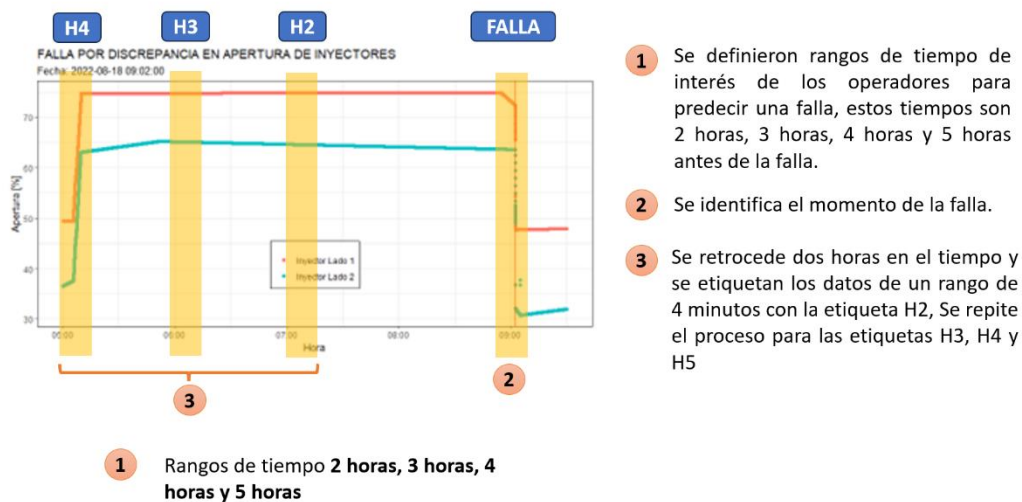 H4
H3
H2
FALLA
FALLA POR DISCREPANCIA EN APERTURA DE INYECTORES
Fecha: 2022-08-18 09:02:00
Apertura [%]
70
60
50
40
30
Inyector Lado 1
Inyector Lado 2
05:00
06:00
07:00
08:00
09:00
Hora
3
2
1
Rangos de tiempo 2 horas, 3 horas, 4
horas y 5 horas
1
Se definieron rangos de tiempo de
interés de los operadores para
predecir una falla, estos tiempos son
2 horas, 3 horas, 4 horas y 5 horas
antes de la falla.
2
Se identifica el momento de la falla.
3
Se retrocede dos horas en el tiempo y
se etiquetan los datos de un rango de
4 minutos con la etiqueta H2, Se repite
el proceso para las etiquetas H3, H4 y
H5